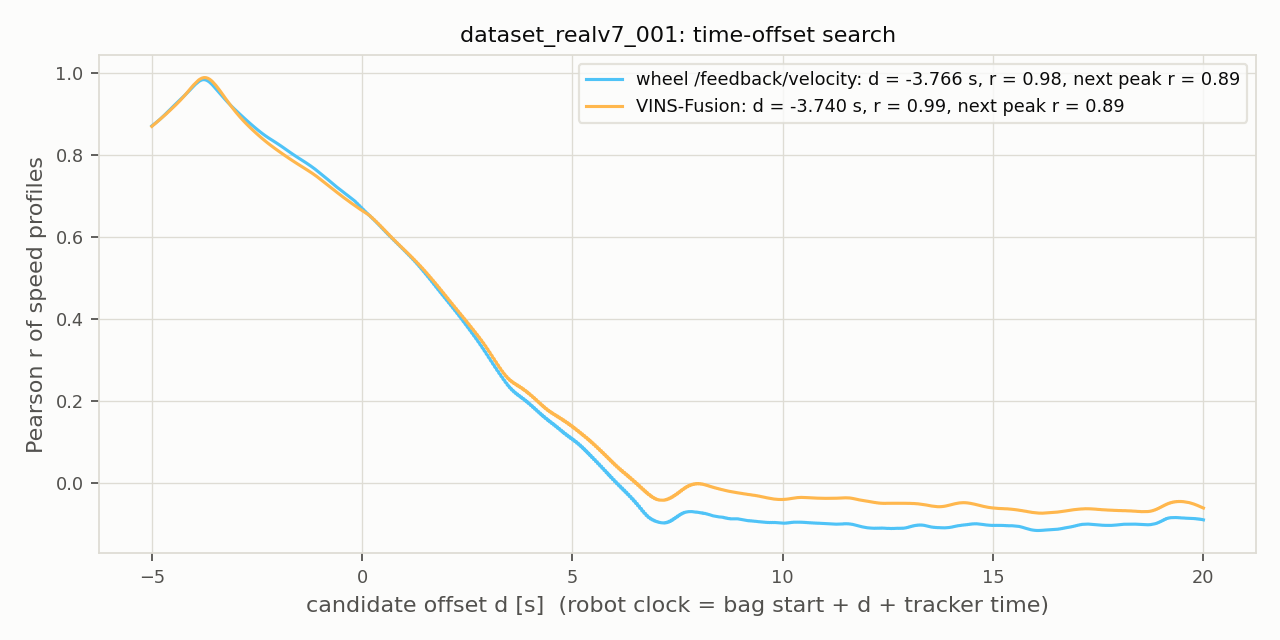 dataset_realv7_001: time-offset search
wheel /feedback/velocity: d = -3.766 s, r = 0.98, next peak r = 0.89
VINS-Fusion: d = -3.740 s, r = 0.99, next peak r = 0.89
Pearson r of speed profiles
1.0
0.8
0.6
0.4
0.2
0.0
−5
0
5
10
15
20
candidate offset d [s]  (robot clock = bag start + d + tracker time)